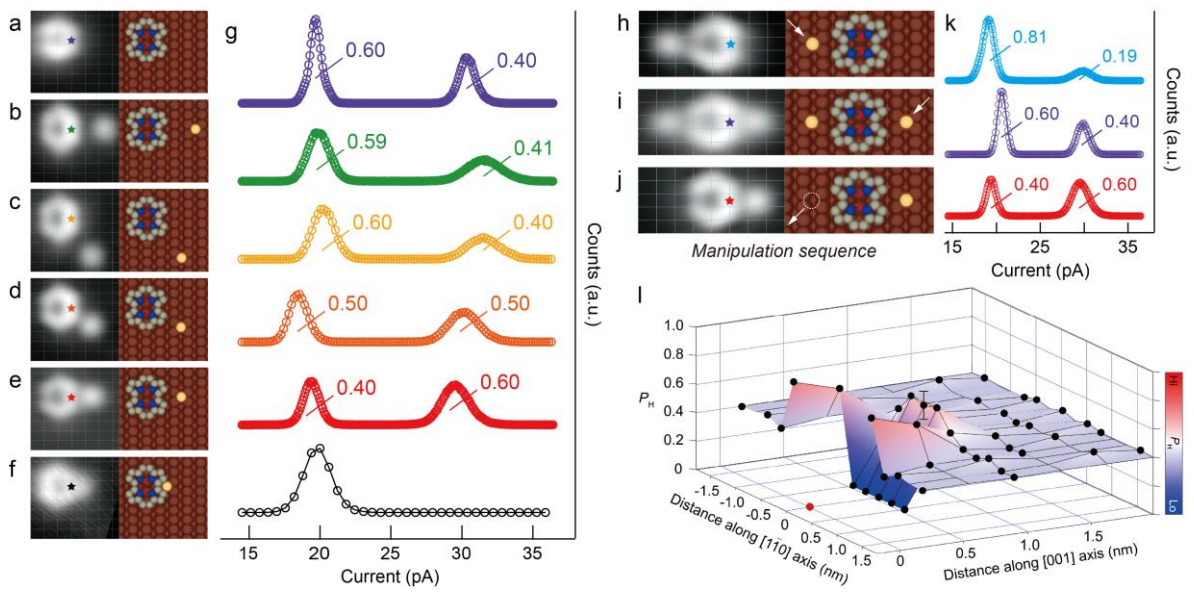 a
b
c
d
e
f
g
0.60
0.40
0.59
0.41
0.60
0.40
0.50
0.50
0.40
0.60
15
20
25
30
35
Current (pA)
Counts (a.u.)
h
i
j
Manipulation sequence
k
0.81
0.19
0.60
0.40
0.40
0.60
15
20
25
30
35
Current (pA)
Counts (a.u.)
l
1.0
0.8
0.6
0.4
0.2
0
P_H
-1.5
-1.0
-0.5
0
0.5
1.0
1.5
Distance along [1̄10] axis (nm)
0
0.5
1.0
1.5
Distance along [001] axis (nm)
Hi
P_H
Lo